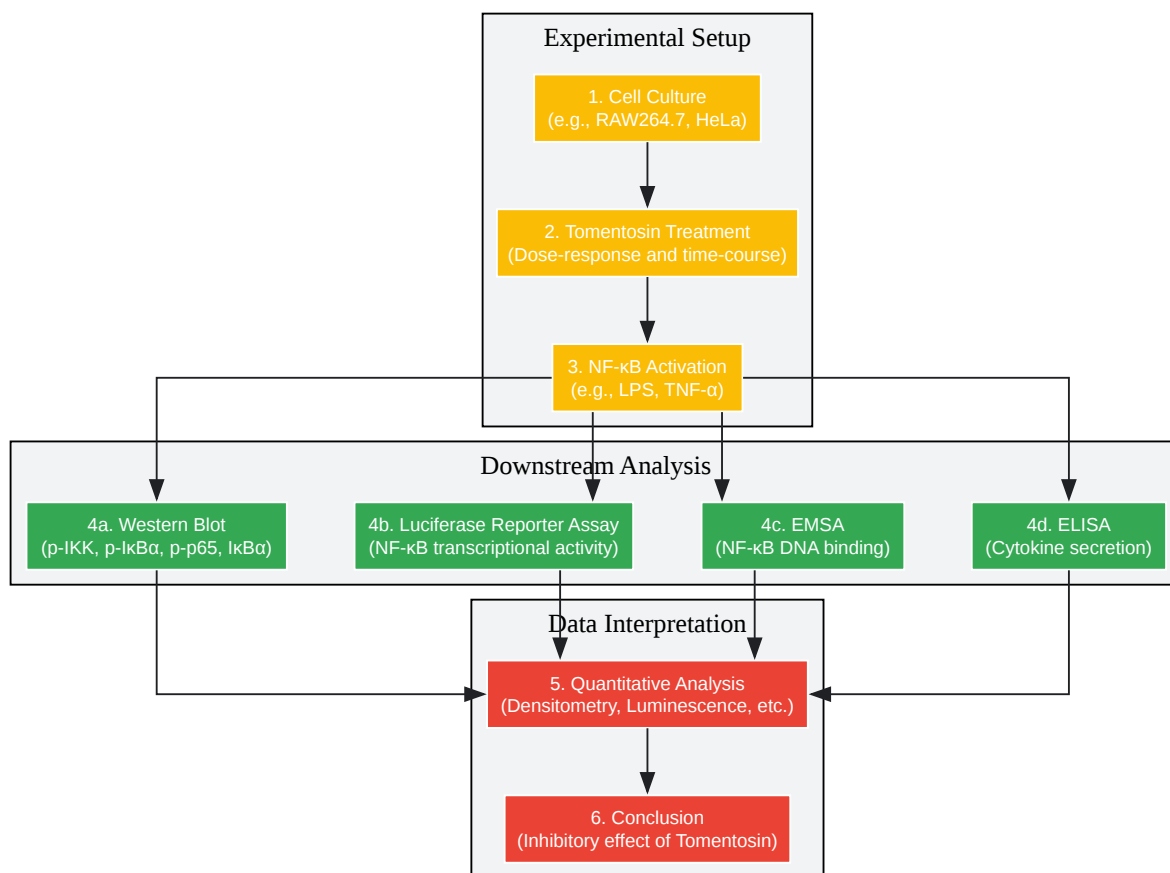 Experimental Setup
1. Cell Culture
(e.g., RAW264.7, HeLa)
2. Tomentosin Treatment
(Dose-response and time-course)
3. NF-κB Activation
(e.g., LPS, TNF-α)
Downstream Analysis
4a. Western Blot
(p-IKK, p-IκBα, p-p65, IκBα)
4b. Luciferase Reporter Assay
(NF-κB transcriptional activity)
4c. EMSA
(NF-κB DNA binding)
4d. ELISA
(Cytokine secretion)
Data Interpretation
5. Quantitative Analysis
(Densitometry, Luminescence, etc.)
6. Conclusion
(Inhibitory effect of Tomentosin)